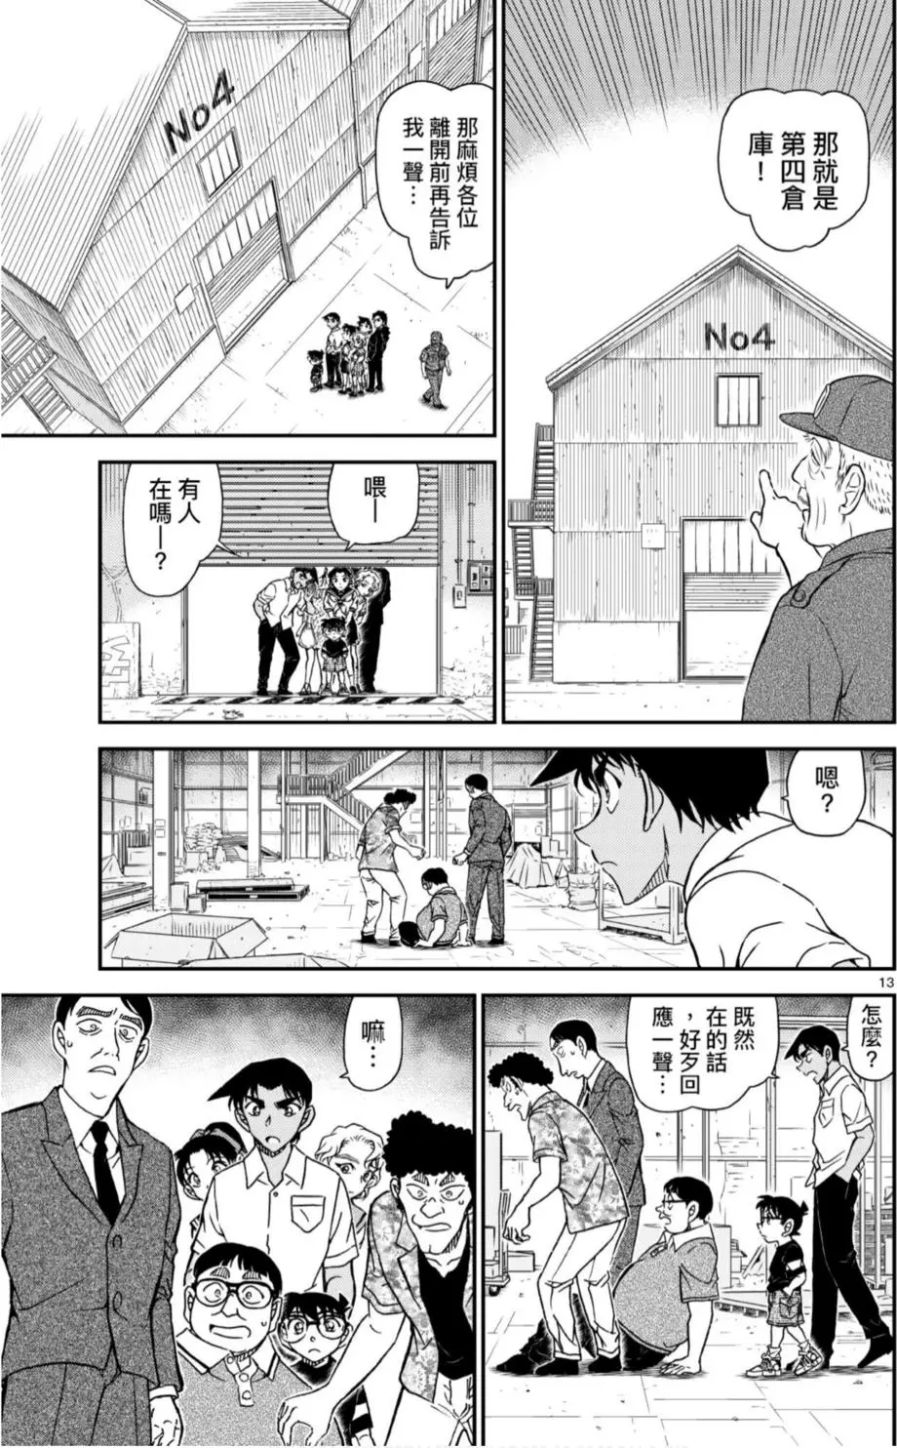 那就是
第四倉
庫！
No4
那麻煩各位
離開前再告訴
我一聲…
No4
喂—
有人
在嗎—？
嗯？
13
怎麼？
既然
在的話
，好歹回
應一聲…
嘛…